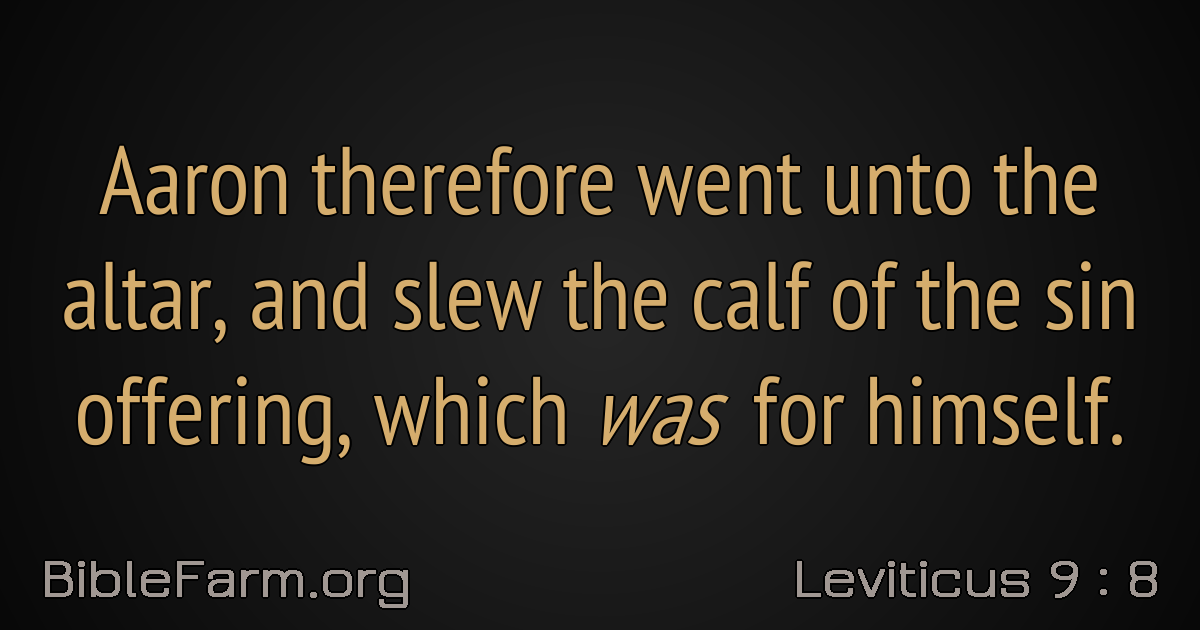 Aaron therefore went unto the
altar, and slew the calf of the sin
offering, which was for himself.
BibleFarm.org
Leviticus 9 : 8